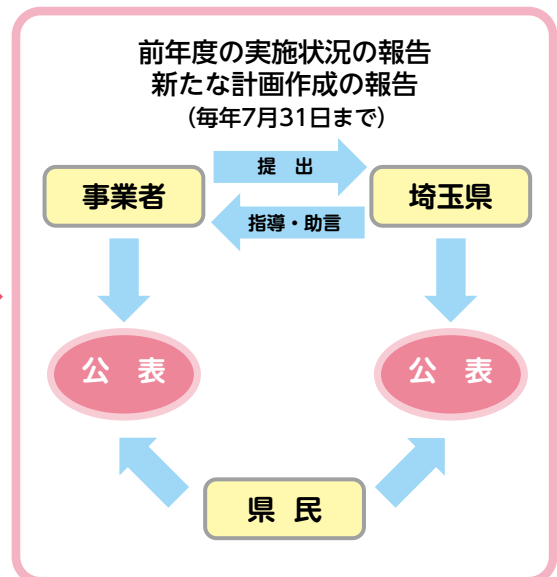 前年度の実施状況の報告
新たな計画作成の報告
（毎年7月31日まで）
提 出
事業者
埼玉県
指導・助言
公 表
公 表
県 民